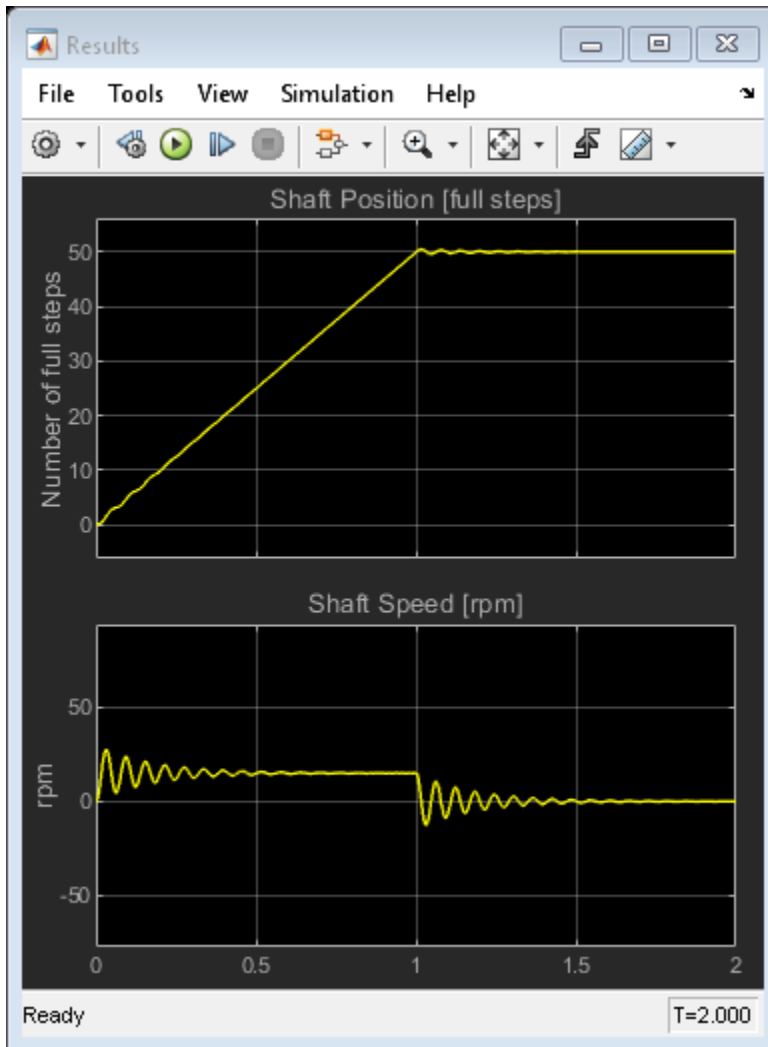 Results
File Tools View Simulation Help
Shaft Position [full steps]
Number of full steps
50
40
30
20
10
0
Shaft Speed [rpm]
rpm
50
0
-50
0 0.5 1 1.5 2
Ready T=2.000